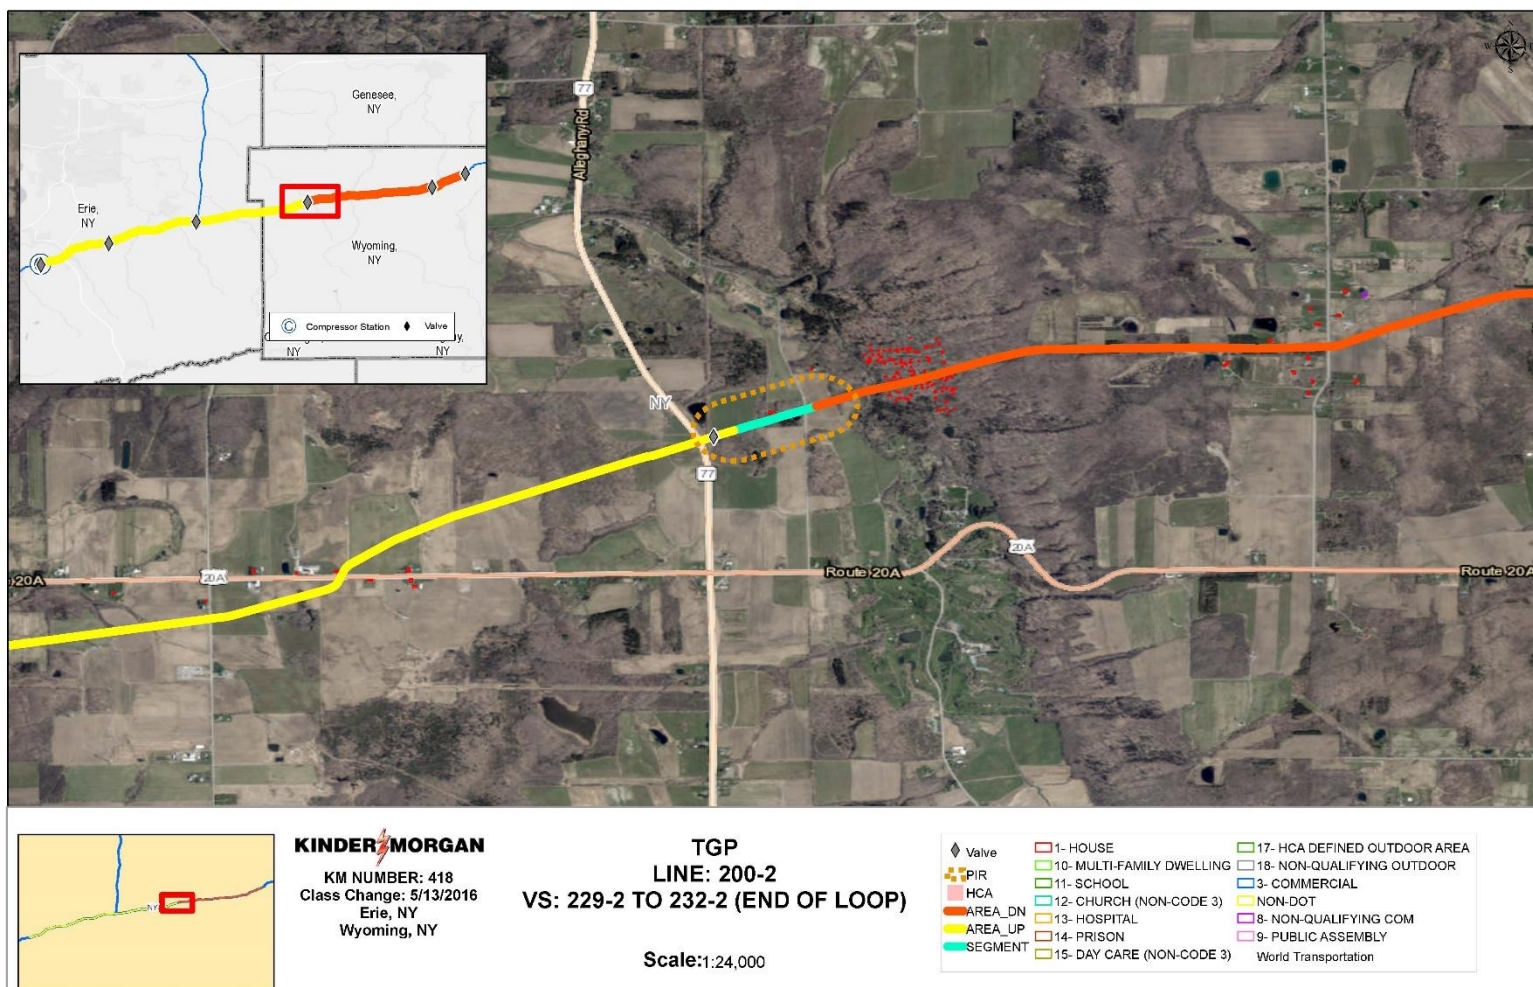 N
W
E
S
Genesee,
NY
Erie,
NY
Wyoming,
NY
C Compressor Station
Valve
NY
NY
77
Alleghany Rd
NY
77
20A
20A
Route 20A
20A
Route 20A
NY
KINDER MORGAN
KM NUMBER: 418
Class Change: 5/13/2016
Erie, NY
Wyoming, NY
TGP
LINE: 200-2
VS: 229-2 TO 232-2 (END OF LOOP)
Scale:1:24,000
Valve
PIR
HCA
AREA_DN
AREA_UP
SEGMENT
1- HOUSE
10- MULTI-FAMILY DWELLING
11- SCHOOL
12- CHURCH (NON-CODE 3)
13- HOSPITAL
14- PRISON
15- DAY CARE (NON-CODE 3)
17- HCA DEFINED OUTDOOR AREA
18- NON-QUALIFYING OUTDOOR
3- COMMERCIAL
NON-DOT
8- NON-QUALIFYING COM
9- PUBLIC ASSEMBLY
World Transportation